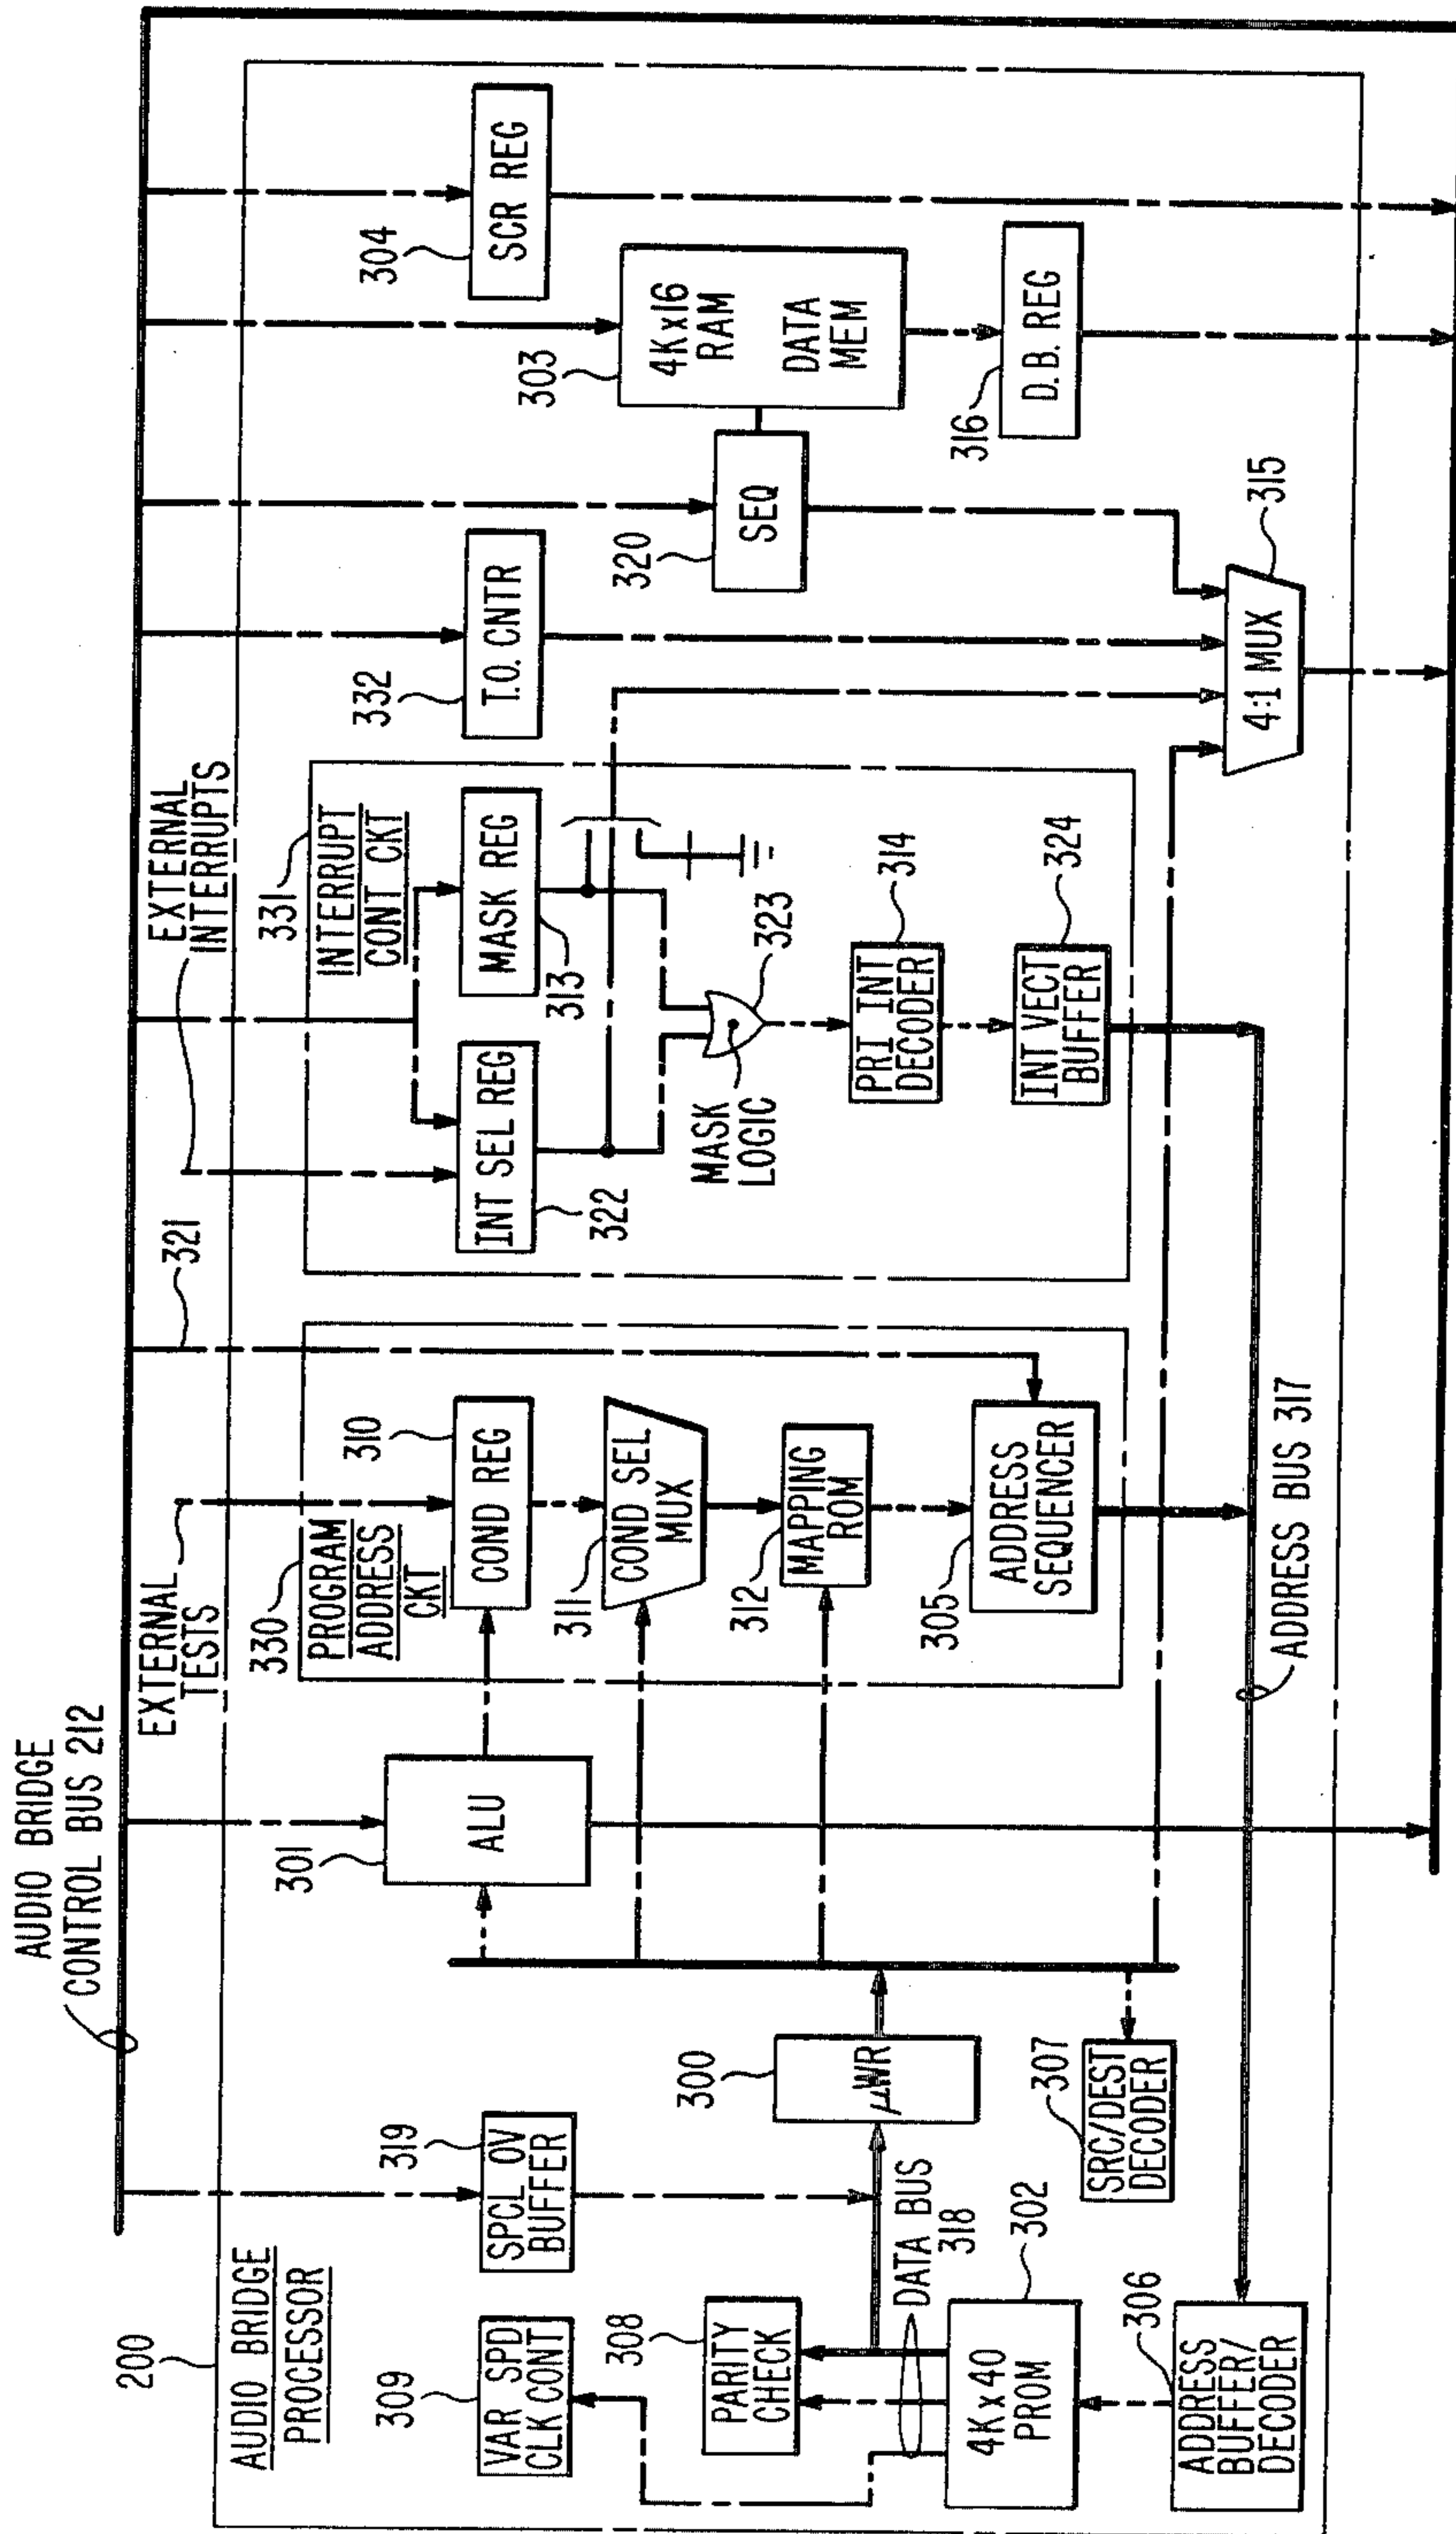 AUDIO BRIDGE
CONTROL BUS 212
200
AUDIO BRIDGE
PROCESSOR
309
VAR SPD
CLK CONT
319
SPCL OV
BUFFER
308
PARITY
CHECK
DATA BUS
318
302
4K x 40
PROM
306
ADDRESS
BUFFER/
DECODER
300
μWR
307
SRC/DEST
DECODER
301
ALU
EXTERNAL
TESTS
330
PROGRAM
ADDRESS
CKT
310
COND REG
311
COND SEL
MUX
312
MAPPING
ROM
305
ADDRESS
SEQUENCER
321
ADDRESS BUS 317
EXTERNAL
INTERRUPTS
331
INTERRUPT
CONT CKT
INT SEL REG
322
MASK REG
313
MASK
LOGIC
323
PRI INT
DECODER
314
INT VECT
BUFFER
324
332
T.O. CNTR
320
SEQ
303
4K x 16
RAM
DATA
MEM
304
SCR REG
316
D.B. REG
4:1 MUX
315